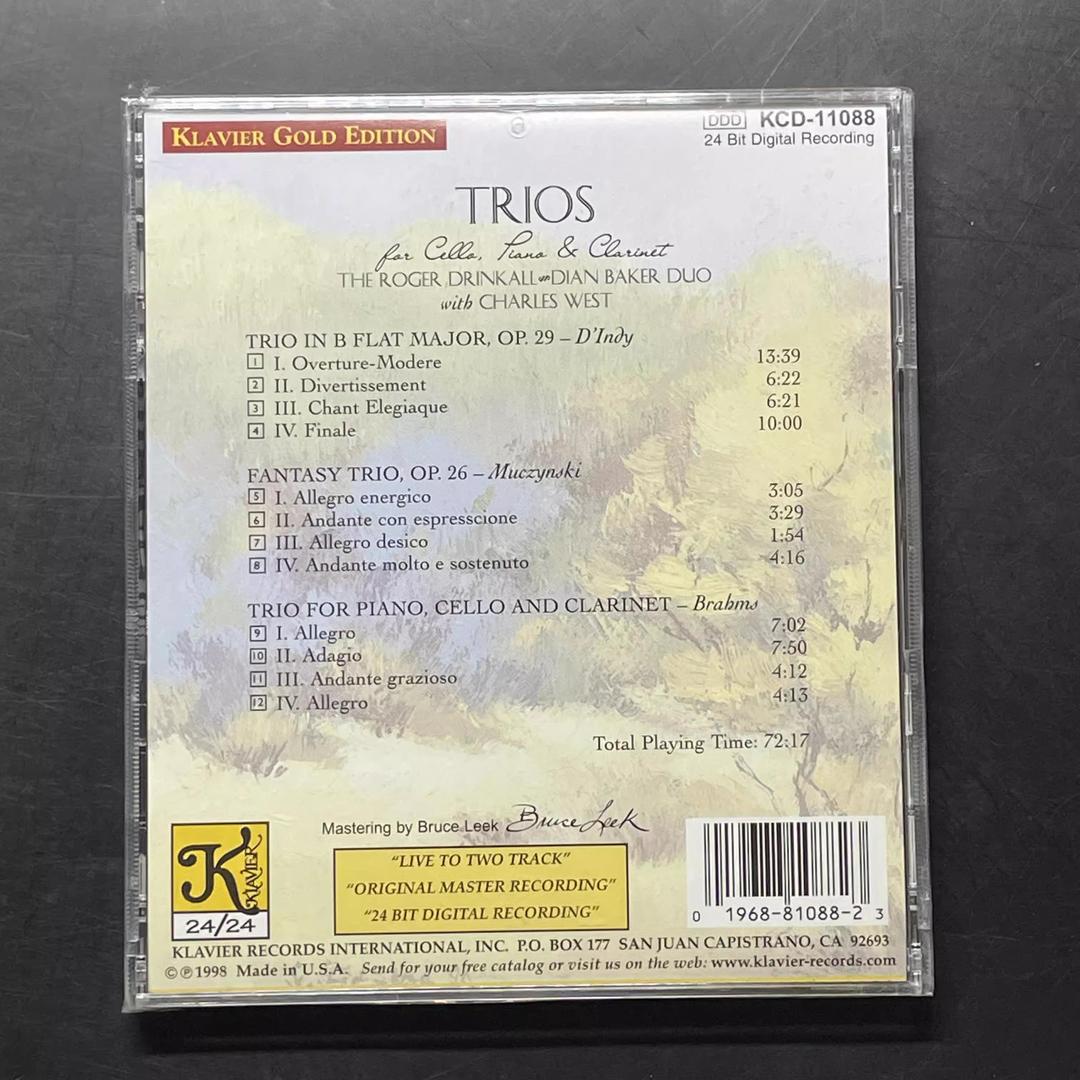 KLAVIER GOLD EDITION
DDD KCD-11088
24 Bit Digital Recording
TRIOS
for Cello, Piano & Clarinet
THE ROGER DRINKALL DIAN BAKER DUO
with CHARLES WEST
TRIO IN B FLAT MAJOR, OP. 29 – D'Indy
1 I. Overture-Modere 13:39
2 II. Divertissement 6:22
3 III. Chant Elegiaque 6:21
4 IV. Finale 10:00
FANTASY TRIO, OP. 26 – Muczynski
5 I. Allegro energico 3:05
6 II. Andante con espresscione 3:29
7 III. Allegro desico 1:54
8 IV. Andante molto e sostenuto 4:16
TRIO FOR PIANO, CELLO AND CLARINET – Brahms
9 I. Allegro 7:02
10 II. Adagio 7:50
11 III. Andante grazioso 4:12
12 IV. Allegro 4:13
Total Playing Time: 72:17
Mastering by Bruce Leek Bruce Leek
K KLAVIER
24/24
"LIVE TO TWO TRACK"
"ORIGINAL MASTER RECORDING"
"24 BIT DIGITAL RECORDING"
0 1968-81088-2 3
KLAVIER RECORDS INTERNATIONAL, INC. P.O. BOX 177 SAN JUAN CAPISTRANO, CA 92693
©℗1998 Made in U.S.A. Send for your free catalog or visit us on the web: www.klavier-records.com